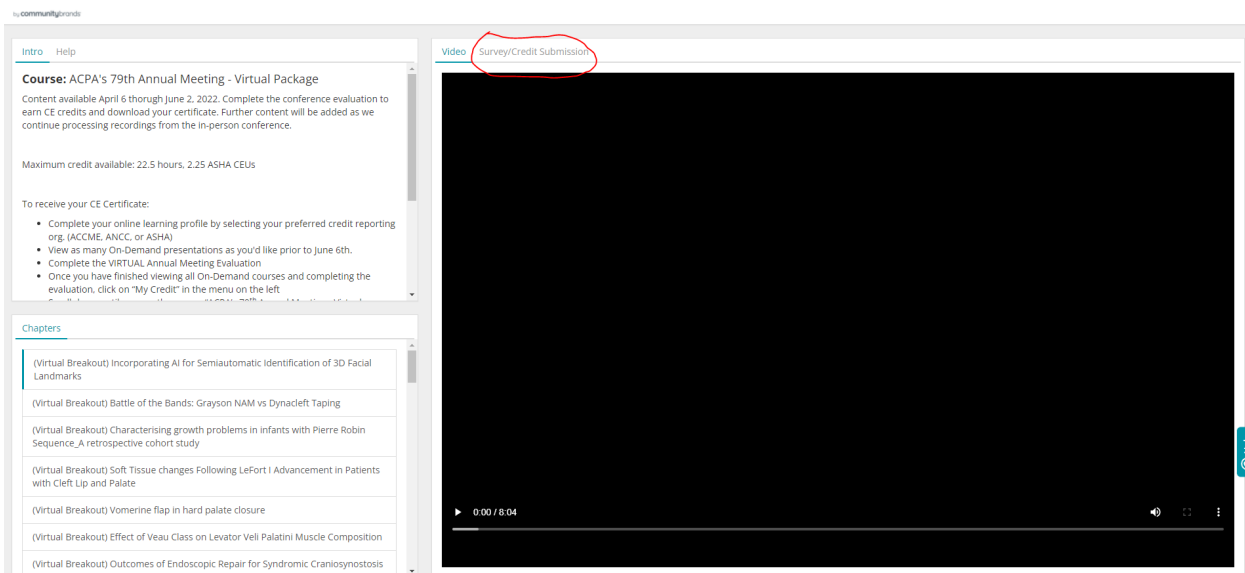 by communitybrands
Intro Help
Course: ACPA's 79th Annual Meeting - Virtual Package
Content available April 6 thorugh June 2, 2022. Complete the conference evaluation to
earn CE credits and download your certificate. Further content will be added as we
continue processing recordings from the in-person conference.
Maximum credit available: 22.5 hours, 2.25 ASHA CEUs
To receive your CE Certificate:
• Complete your online learning profile by selecting your preferred credit reporting
org. (ACCME, ANCC, or ASHA)
• View as many On-Demand presentations as you'd like prior to June 6th.
• Complete the VIRTUAL Annual Meeting Evaluation
• Once you have finished viewing all On-Demand courses and completing the
evaluation, click on "My Credit" in the menu on the left
Chapters
(Virtual Breakout) Incorporating AI for Semiautomatic Identification of 3D Facial
Landmarks
(Virtual Breakout) Battle of the Bands: Grayson NAM vs Dynacleft Taping
(Virtual Breakout) Characterising growth problems in infants with Pierre Robin
Sequence_A retrospective cohort study
(Virtual Breakout) Soft Tissue changes Following LeFort I Advancement in Patients
with Cleft Lip and Palate
(Virtual Breakout) Vomerine flap in hard palate closure
(Virtual Breakout) Effect of Veau Class on Levator Veli Palatini Muscle Composition
(Virtual Breakout) Outcomes of Endoscopic Repair for Syndromic Craniosynostosis
Video Survey/Credit Submission
0:00 / 8:04